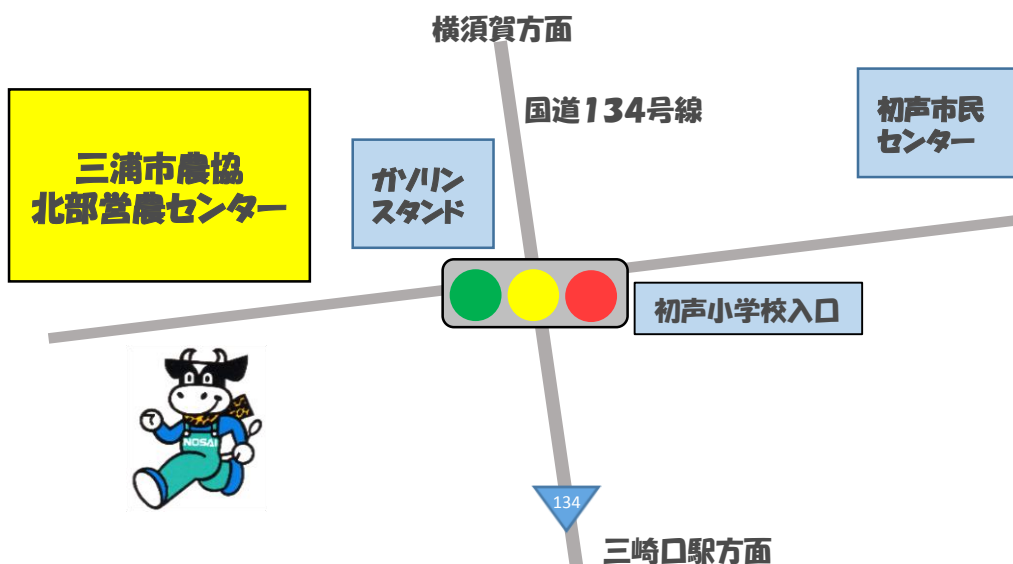 横須賀方面
国道134号線
初声市民
センター
三浦市農協
北部営農センター
ガソリン
スタンド
初声小学校入口
NOSAI
134
三崎口駅方面